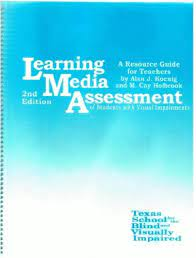 Learning
Media
Assessment
2nd
Edition
A Resource Guide
for Teachers
by Alan J. Koenig
and M. Cay Holbrook
of Students with Visual Impairments
Texas
School for the
Blind and
Visually
Impaired